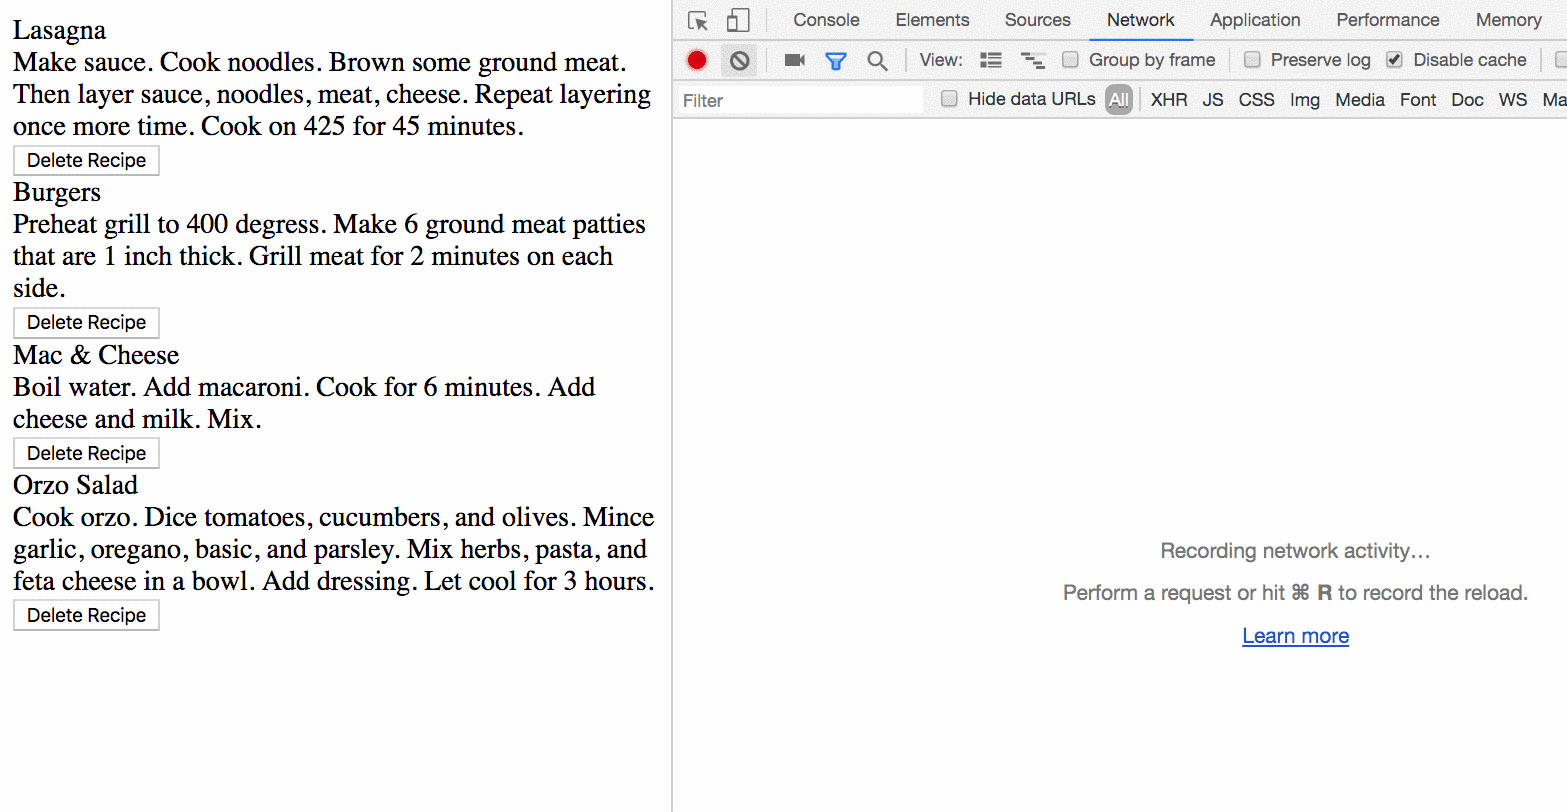 Lasagna
Make sauce. Cook noodles. Brown some ground meat.
Then layer sauce, noodles, meat, cheese. Repeat layering
once more time. Cook on 425 for 45 minutes.
Delete Recipe
Burgers
Preheat grill to 400 degress. Make 6 ground meat patties
that are 1 inch thick. Grill meat for 2 minutes on each
side.
Delete Recipe
Mac & Cheese
Boil water. Add macaroni. Cook for 6 minutes. Add
cheese and milk. Mix.
Delete Recipe
Orzo Salad
Cook orzo. Dice tomatoes, cucumbers, and olives. Mince
garlic, oregano, basic, and parsley. Mix herbs, pasta, and
feta cheese in a bowl. Add dressing. Let cool for 3 hours.
Delete Recipe
Console Elements Sources Network Application Performance Memory
View: Group by frame Preserve log Disable cache
Filter Hide data URLs All XHR JS CSS Img Media Font Doc WS Ma
Recording network activity…
Perform a request or hit ⌘ R to record the reload.
Learn more